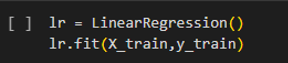 [ ] lr = LinearRegression()
lr.fit(X_train,y_train)